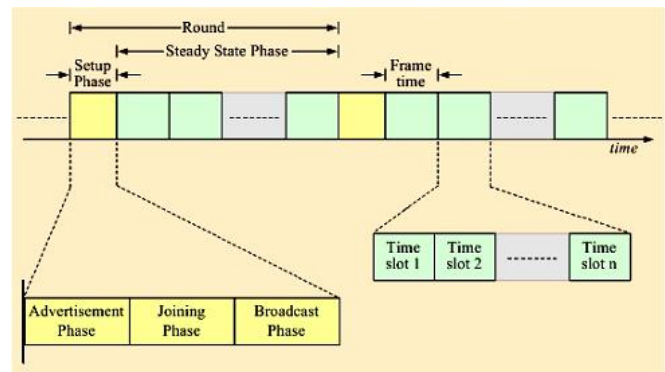 Round
Steady State Phase
Setup
Phase
Frame
time
time
Time
slot 1
Time
slot 2
Time
slot n
Advertisement
Phase
Joining
Phase
Broadcast
Phase